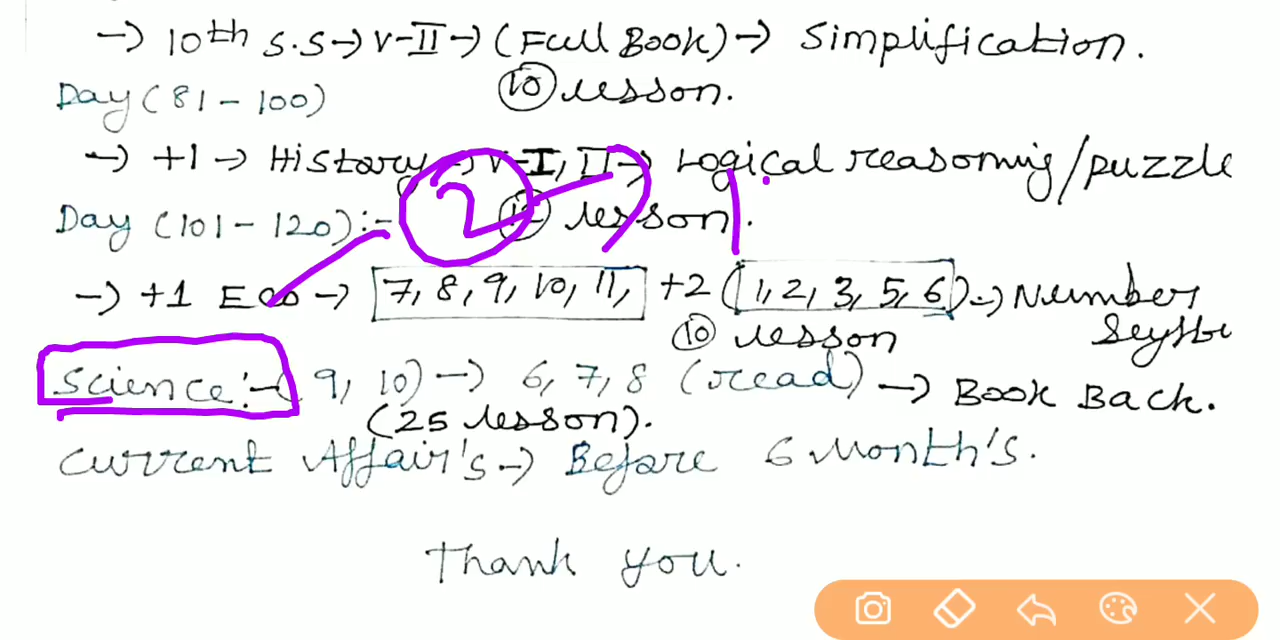 → 10th S.S → V-II → (Full Book) → Simplification.
Day (81 - 100) 10 lesson.
→ +1 → History → V-I, II → Logical reasoning/puzzle
Day (101 - 120) :- lesson.
2
→ +1 Eco → 7, 8, 9, 10, 11, +2 (1, 2, 3, 5, 6) → Number
10 lesson
Science :- (9, 10) → 6, 7, 8 (read) → Book Back.
(25 lesson).
Current Affair's → Before 6 Month's.
Thank you.